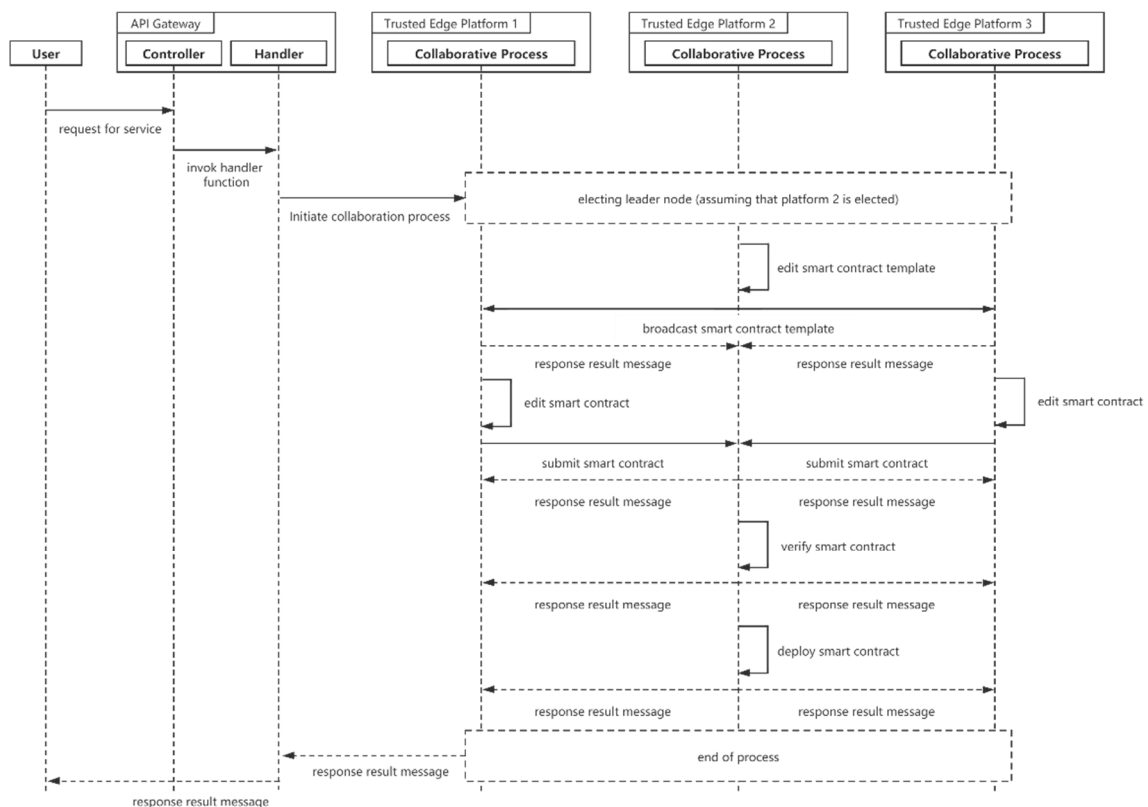 API Gateway
Trusted Edge Platform 1
Trusted Edge Platform 2
Trusted Edge Platform 3
User
Controller
Handler
Collaborative Process
Collaborative Process
Collaborative Process
request for service
invok handler
function
electing leader node (assuming that platform 2 is elected)
Initiate collaboration process
edit smart contract template
broadcast smart contract template
response result message
response result message
edit smart contract
edit smart contract
submit smart contract
submit smart contract
response result message
response result message
verify smart contract
response result message
response result message
deploy smart contract
response result message
response result message
end of process
response result message
response result message